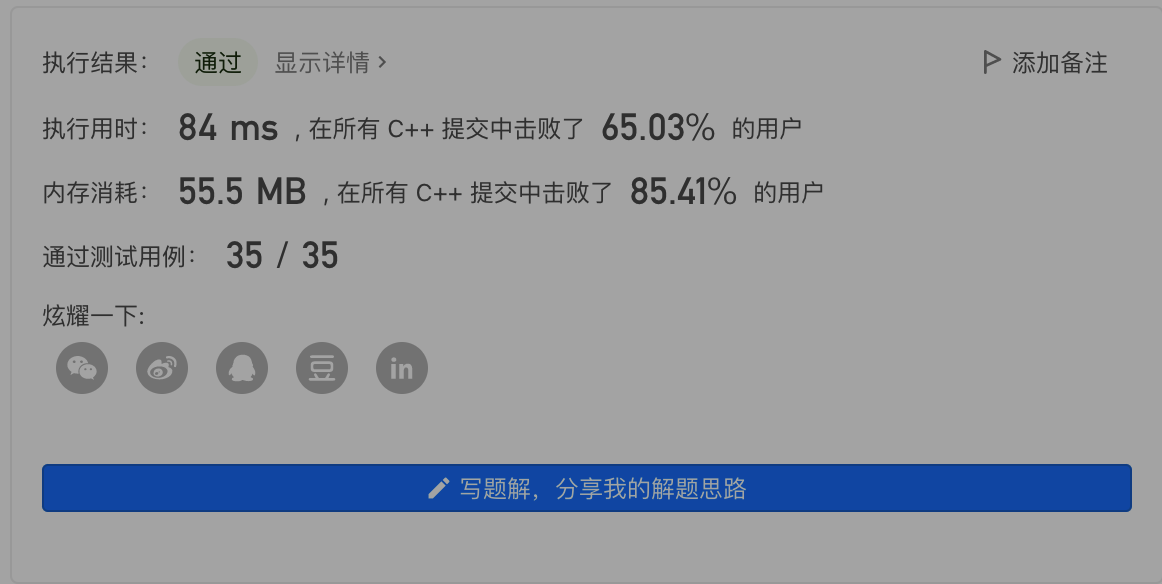 执行结果： 通过 显示详情 › 添加备注
执行用时： 84 ms , 在所有 C++ 提交中击败了 65.03% 的用户
内存消耗： 55.5 MB , 在所有 C++ 提交中击败了 85.41% 的用户
通过测试用例： 35 / 35
炫耀一下:
豆 in
写题解，分享我的解题思路